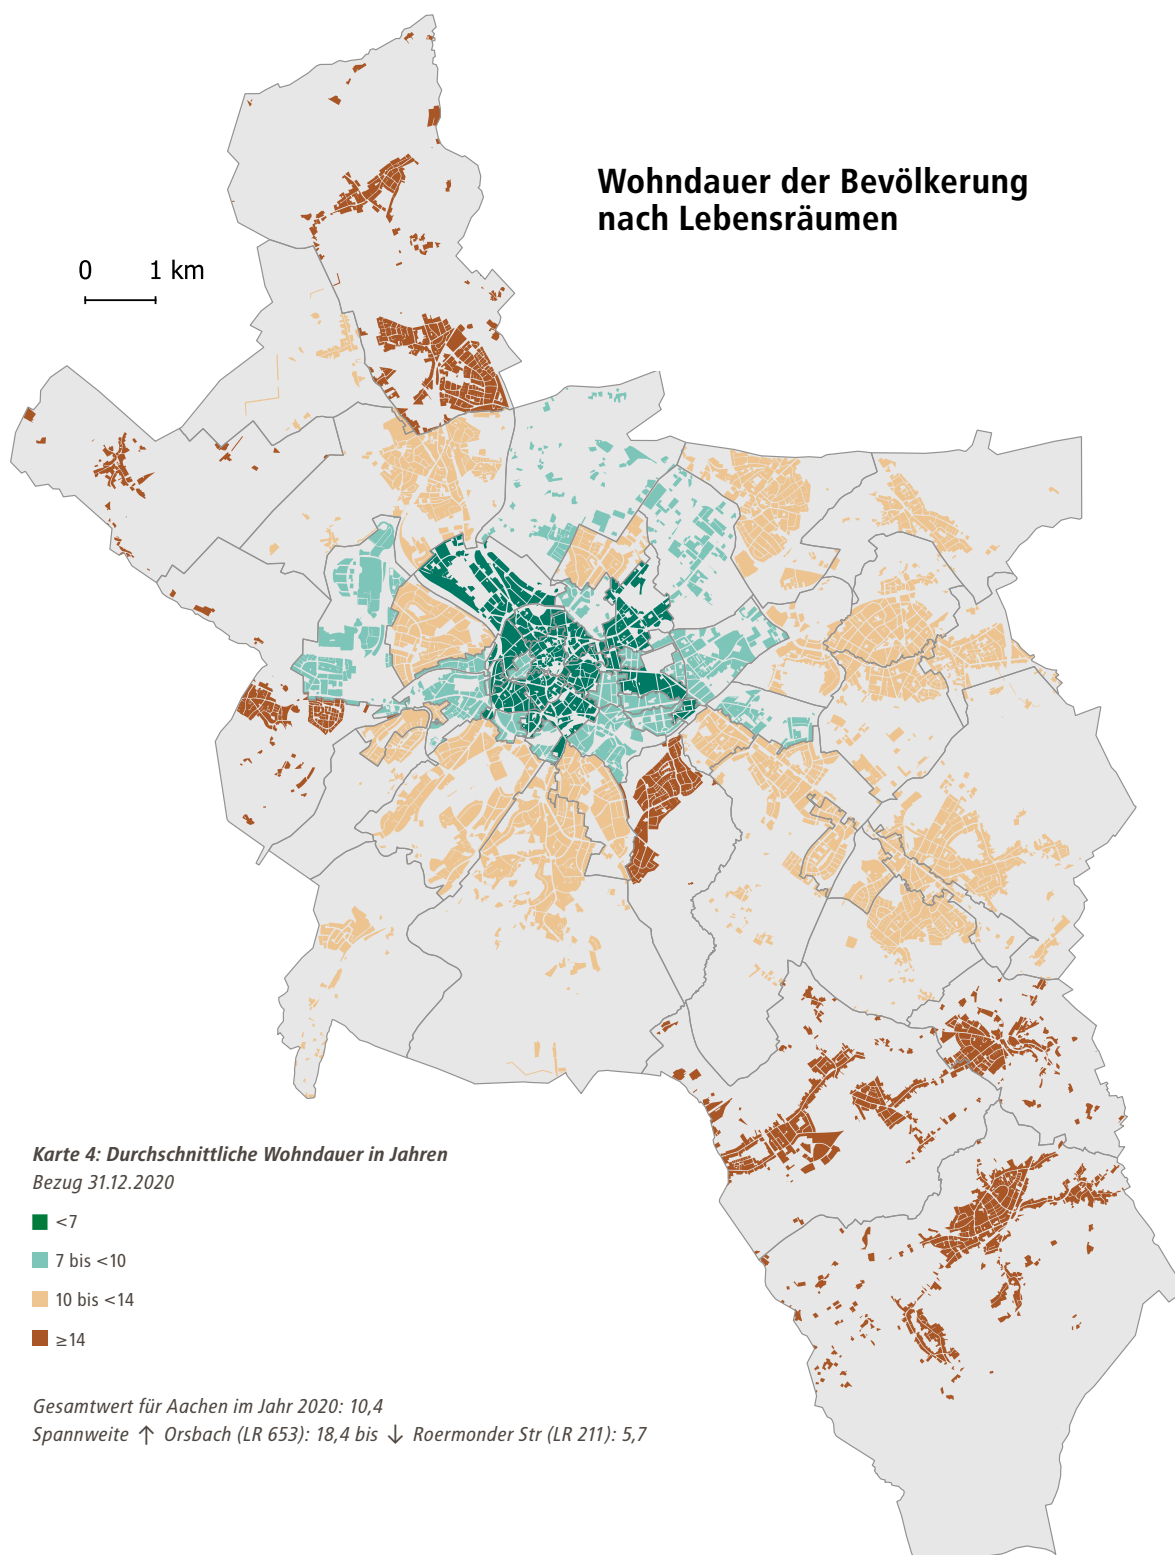 Wohndauer der Bevölkerung
nach Lebensräumen
0 1 km
Karte 4: Durchschnittliche Wohndauer in Jahren
Bezug 31.12.2020
<7
7 bis <10
10 bis <14
≥14
Gesamtwert für Aachen im Jahr 2020: 10,4
Spannweite ↑ Orsbach (LR 653): 18,4 bis ↓ Roermonder Str (LR 211): 5,7